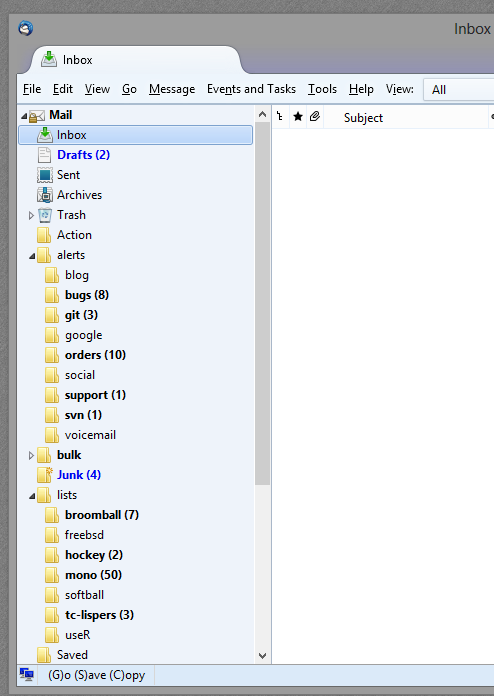 Inbox
Inbox
File Edit View Go Message Events and Tasks Tools Help View: All
Mail
Subject
Inbox
Drafts (2)
Sent
Archives
Trash
Action
alerts
blog
bugs (8)
git (3)
google
orders (10)
social
support (1)
svn (1)
voicemail
bulk
Junk (4)
lists
broomball (7)
freebsd
hockey (2)
mono (50)
softball
tc-lispers (3)
useR
Saved
(G)o (S)ave (C)opy